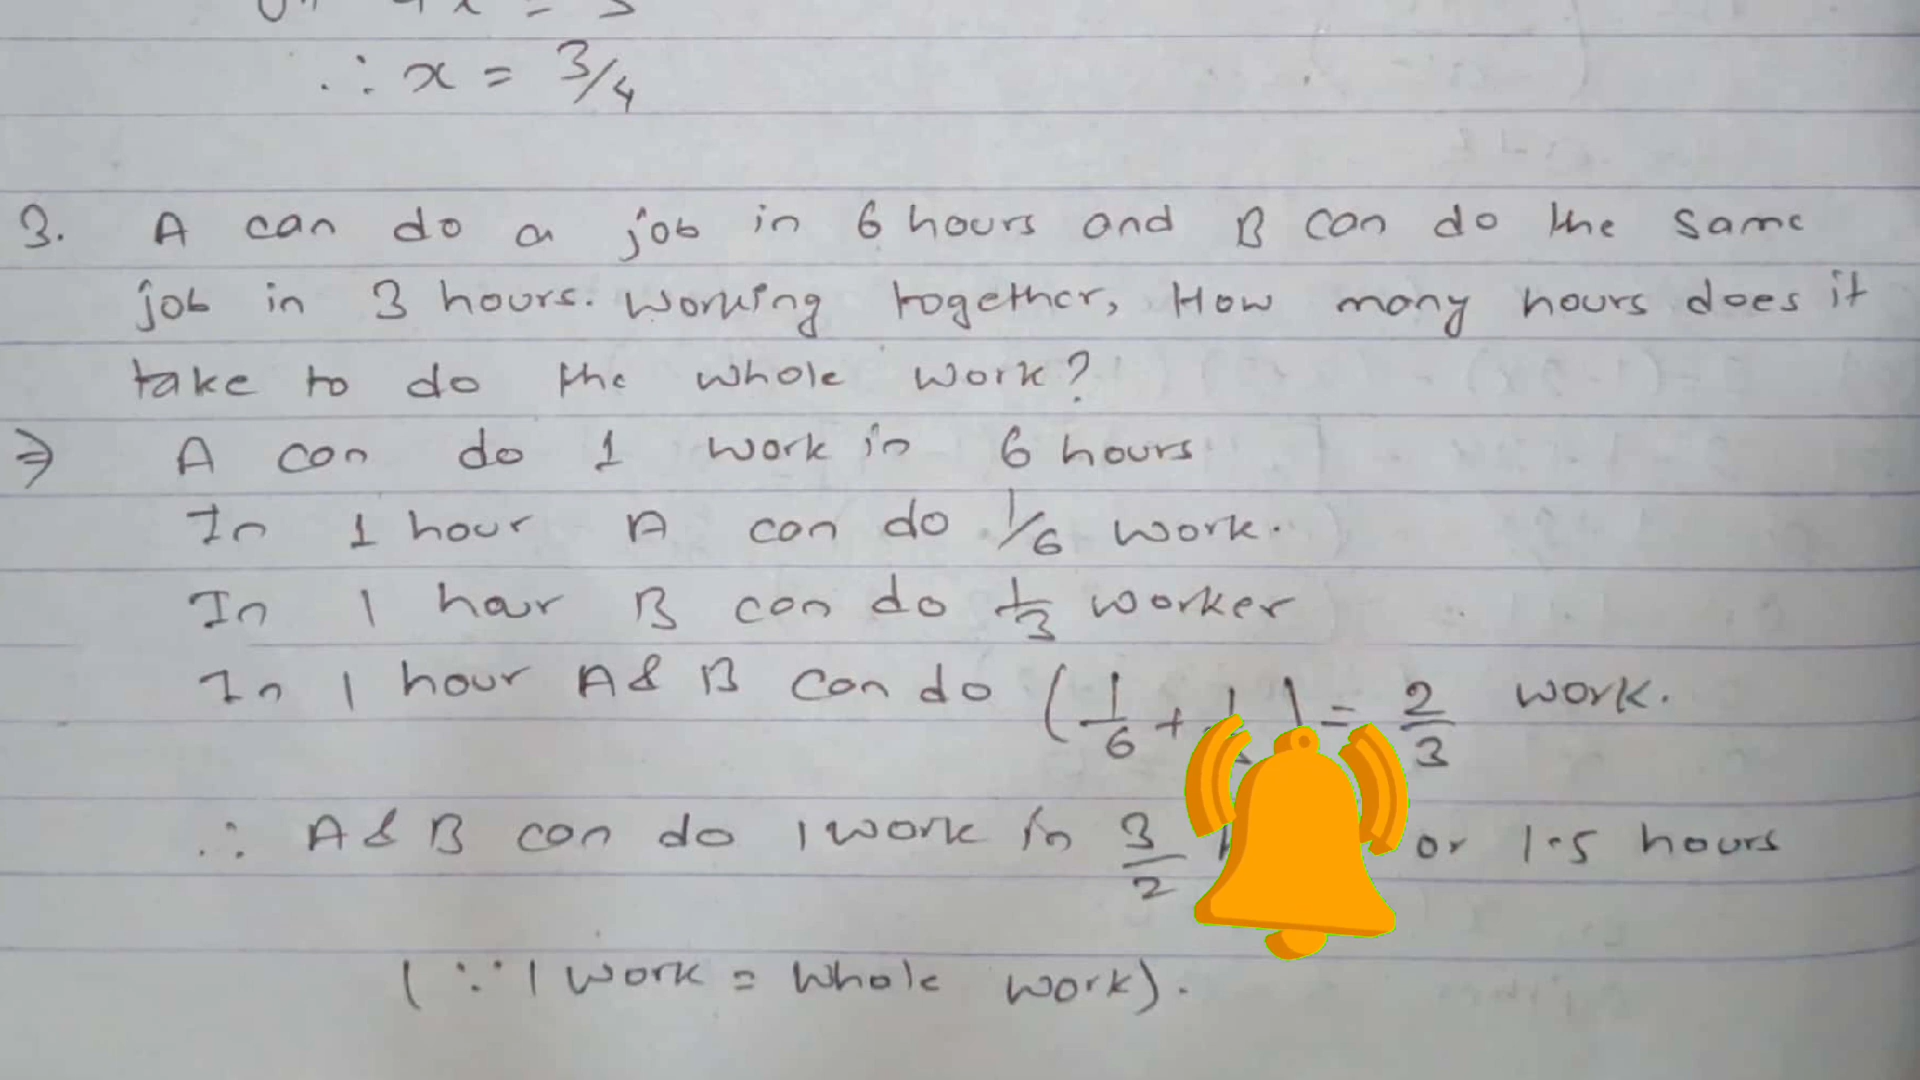 ∴ x = 3/4
3. A can do a job in 6 hours and B can do the same
job in 3 hours. Working together, How many hours does it
take to do the whole work?
⇒ A can do 1 work in 6 hours
In 1 hour A can do 1/6 work.
In 1 hour B can do 1/3 worker
In 1 hour A & B can do (1/6 + ) = 2/3 work.
∴ A & B can do 1 work in 3/2 or 1.5 hours
(∵ 1 work = whole work).